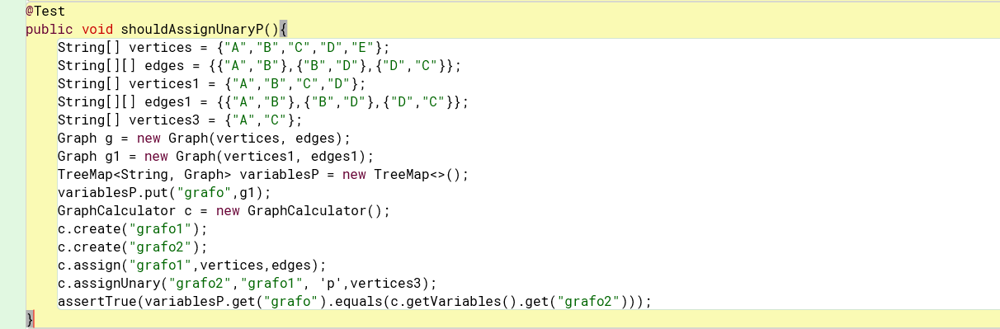 @Test
public void shouldAssignUnaryP(){
    String[] vertices = {"A","B","C","D","E"};
    String[][] edges = {{"A","B"},{"B","D"},{"D","C"}};
    String[] vertices1 = {"A","B","C","D"};
    String[][] edges1 = {{"A","B"},{"B","D"},{"D","C"}};
    String[] vertices3 = {"A","C"};
    Graph g = new Graph(vertices, edges);
    Graph g1 = new Graph(vertices1, edges1);
    TreeMap<String, Graph> variablesP = new TreeMap<>();
    variablesP.put("grafo",g1);
    GraphCalculator c = new GraphCalculator();
    c.create("grafo1");
    c.create("grafo2");
    c.assign("grafo1",vertices,edges);
    c.assignUnary("grafo2","grafo1", 'p',vertices3);
    assertTrue(variablesP.get("grafo").equals(c.getVariables().get("grafo2")));
}